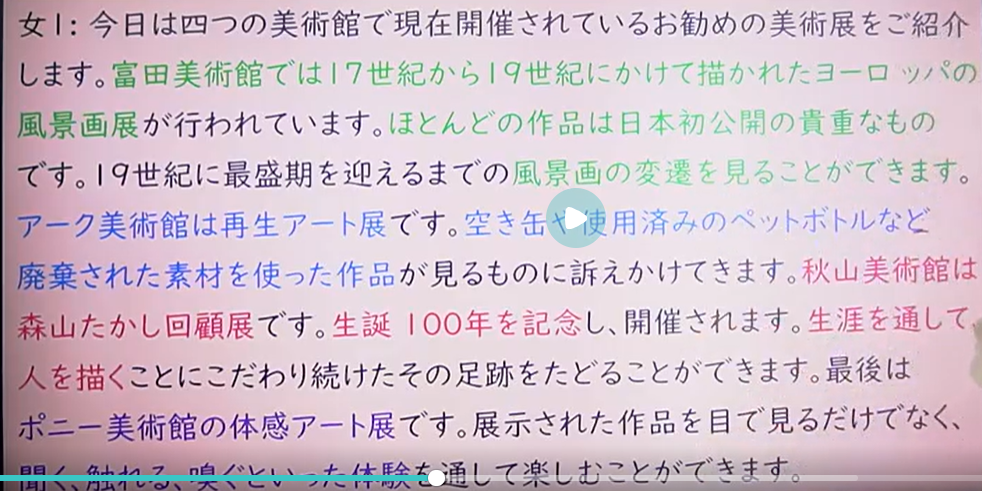 女1: 今日は四つの美術館で現在開催されているお勧めの美術展をご紹介
します。富田美術館では17世紀から19世紀にかけて描かれたヨーロッパの
風景画展が行われています。ほとんどの作品は日本初公開の貴重なもの
です。19世紀に最盛期を迎えるまでの風景画の変遷を見ることができます。
アーク美術館は再生アート展です。空き缶や使用済みのペットボトルなど
廃棄された素材を使った作品が見るものに訴えかけてきます。秋山美術館は
森山たかし回顧展です。生誕 100年を記念し、開催されます。生涯を通して、
人を描くことにこだわり続けたその足跡をたどることができます。最後は
ポニー美術館の体感アート展です。展示された作品を目で見るだけでなく、
聞く、触れる、嗅ぐといった体験を通して楽しむことができます。